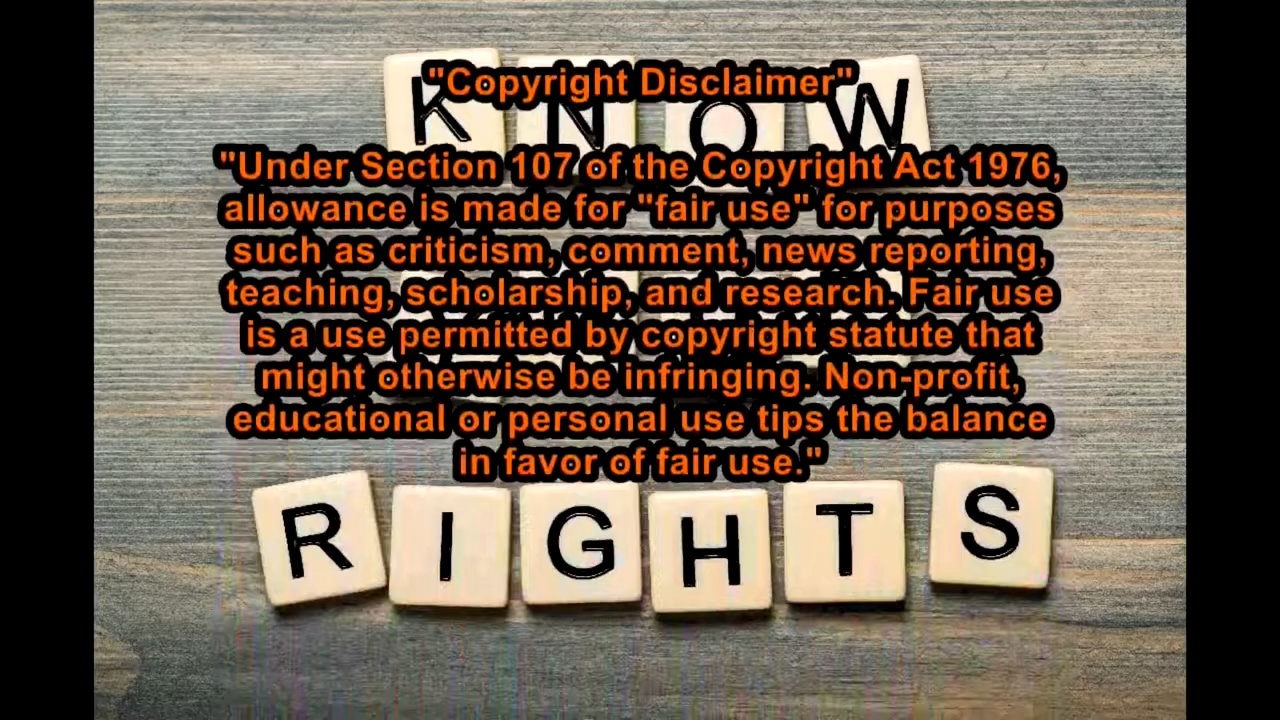 "Copyright Disclaimer"
K N O W
"Under Section 107 of the Copyright Act 1976,
allowance is made for "fair use" for purposes
such as criticism, comment, news reporting,
teaching, scholarship, and research. Fair use
is a use permitted by copyright statute that
might otherwise be infringing. Non-profit,
educational or personal use tips the balance
in favor of fair use."
R I G H T S